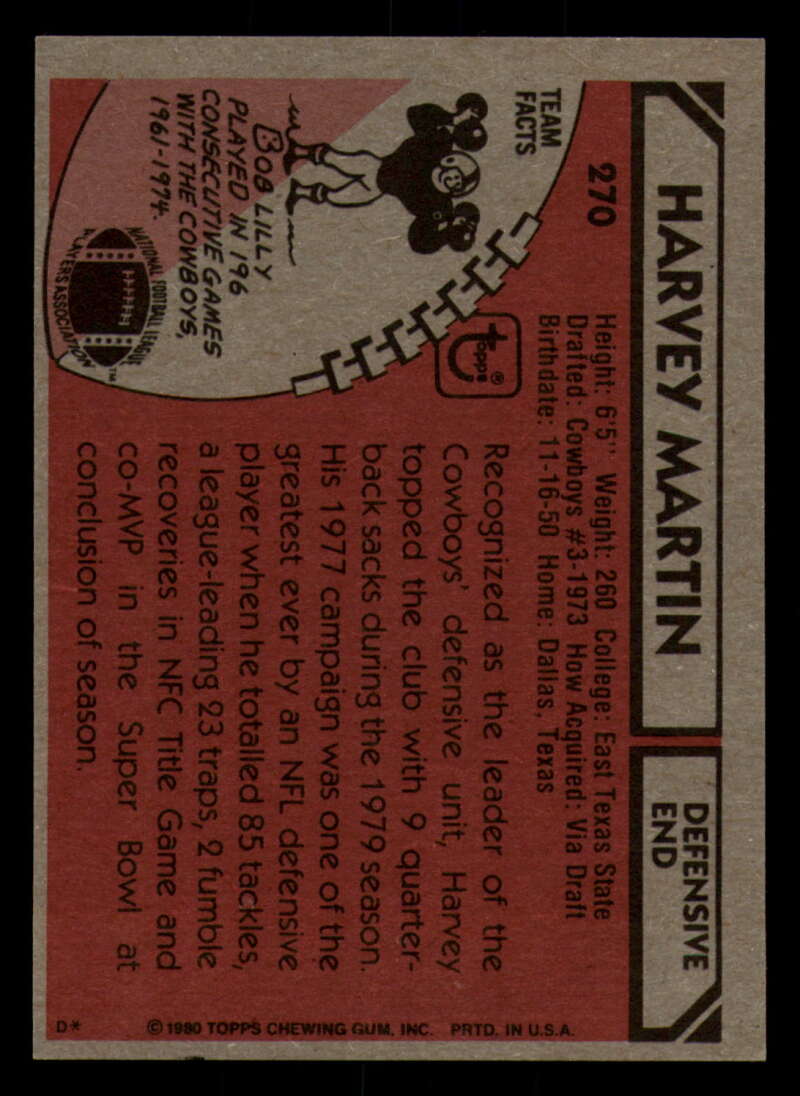 HARVEY MARTIN
DEFENSIVE
END
270
Height: 6'5" Weight: 260 College: East Texas State
Drafted: Cowboys #3-1973 How Acquired: Via Draft
Birthdate: 11-16-50 Home: Dallas, Texas
TEAM
FACTS
BOB LILLY
PLAYED IN 196
CONSECUTIVE GAMES
WITH THE COWBOYS,
1961-1974.
NATIONAL FOOTBALL LEAGUE
PLAYERS ASSOCIATION
TM
topps®
Recognized as the leader of the
Cowboys' defensive unit, Harvey
topped the club with 9 quarter-
back sacks during the 1979 season.
His 1977 campaign was one of the
greatest ever by an NFL defensive
player when he totalled 85 tackles,
a league-leading 23 traps, 2 fumble
recoveries in NFC Title Game and
co-MVP in the Super Bowl at
conclusion of season.
D* © 1980 TOPPS CHEWING GUM, INC. PRTD. IN U.S.A.